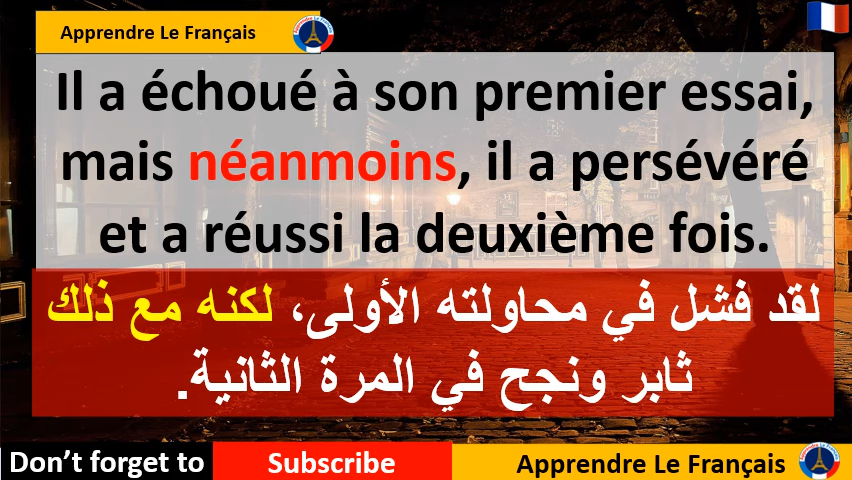 Apprendre Le Français
Il a échoué à son premier essai,
mais néanmoins, il a persévéré
et a réussi la deuxième fois.
لقد فشل في محاولته الأولى، لكنه مع ذلك
ثابر ونجح في المرة الثانية.
Don’t forget to Subscribe Apprendre Le Français